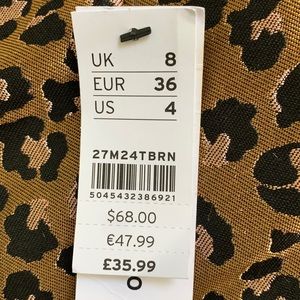 UK 8
EUR 36
US 4
27M24TBRN
5045432386921
$68.00
€47.99
£35.99